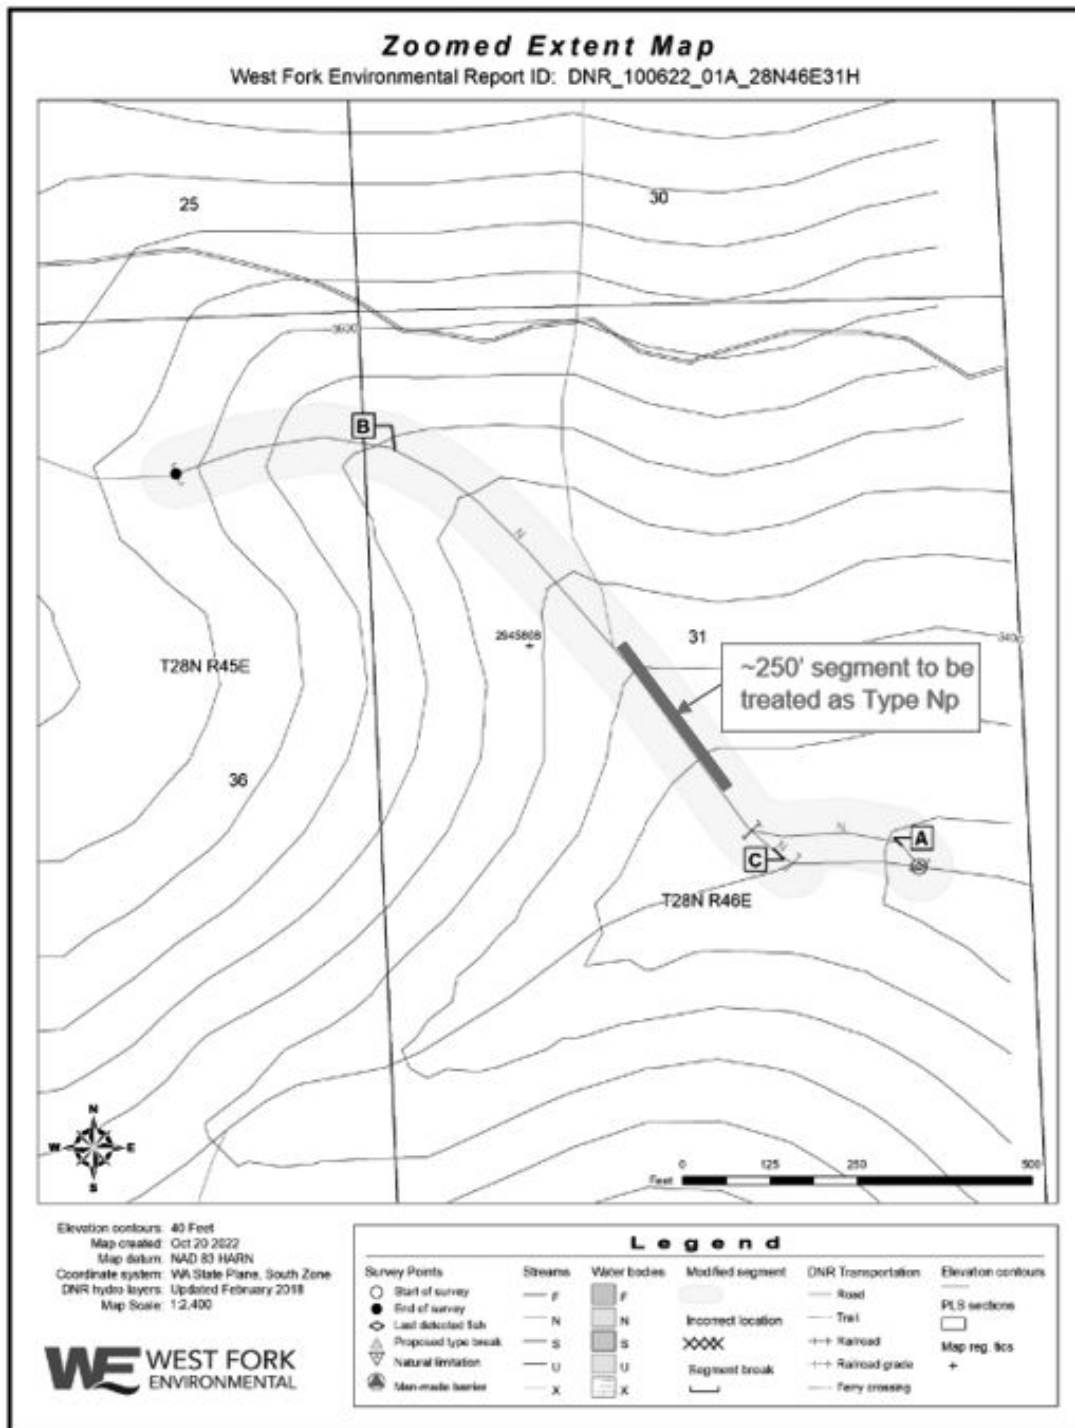 Zoomed Extent Map
West Fork Environmental Report ID: DNR_100622_01A_28N46E31H
25
30
3600
B
N
2645808
31
3400
T28N R45E
~250' segment to be
treated as Type Np
36
N
A
C
N
T28N R46E
N
W E
S
0 125 250 500
Feet
Elevation contours: 40 Feet
Map created: Oct 20 2022
Map datum: NAD 83 HARN
Coordinate system: WA State Plane, South Zone
DNR hydro layers: Updated February 2018
Map Scale: 1:2,400
WE WEST FORK
ENVIRONMENTAL
Legend
Survey Points
Start of survey
End of survey
Last detected fish
Proposed type break
Natural limitation
Man-made barrier
Streams
F
N
S
U
X
Water bodies
F
N
S
U
X
Modified segment
Incorrect location
Segment break
DNR Transportation
Road
Trail
Railroad
Railroad grade
Ferry crossing
Elevation contours
PLS sections
Map reg. tics